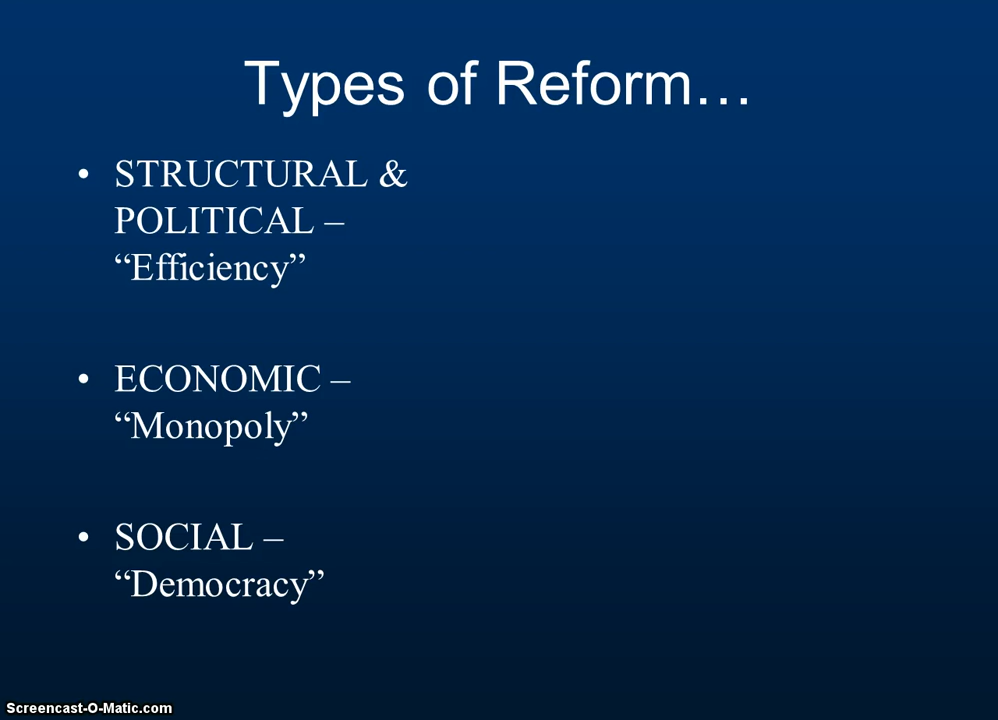 Types of Reform…
• STRUCTURAL &
POLITICAL –
“Efficiency”
• ECONOMIC –
“Monopoly”
• SOCIAL –
“Democracy”
Screencast-O-Matic.com